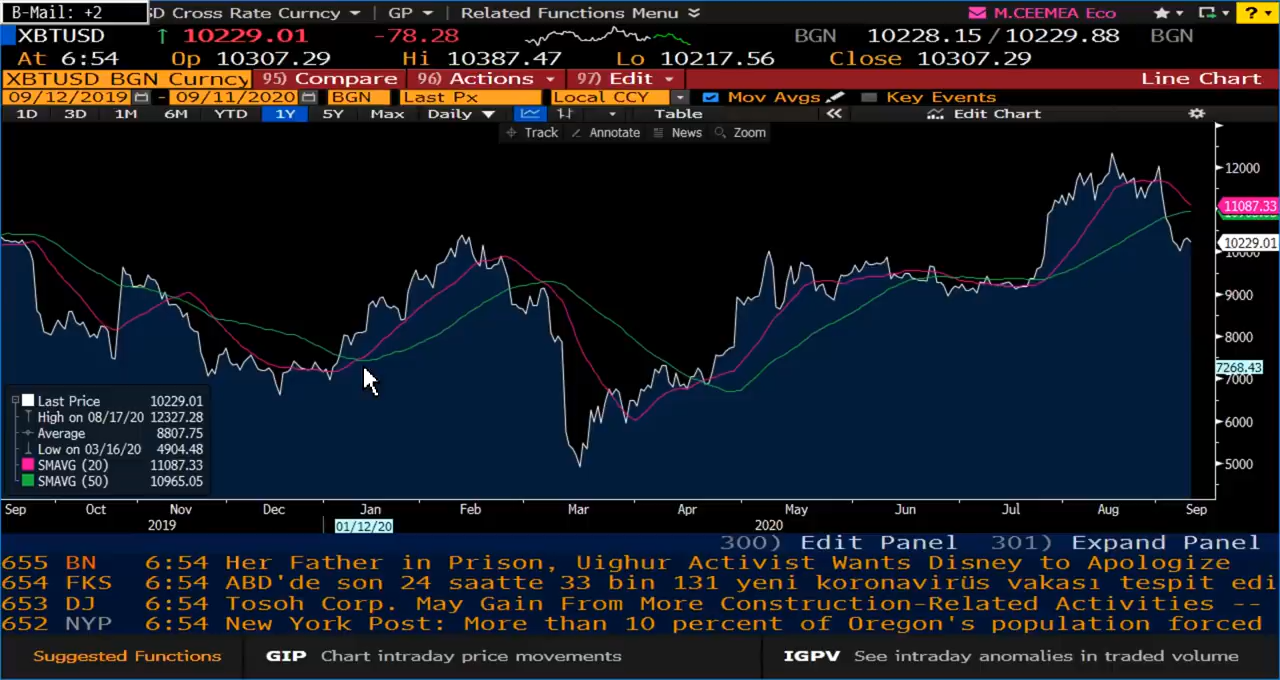 B-Mail: +2
D Cross Rate Curncy GP Related Functions Menu M.CEEMEA Eco ?
XBTUSD ↑ 10229.01 -78.28 BGN 10228.15/10229.88 BGN
At 6:54 Op 10307.29 Hi 10387.47 Lo 10217.56 Close 10307.29
XBTUSD BGN Curncy 95) Compare 96) Actions 97) Edit Line Chart
09/12/2019 - 09/11/2020 BGN Last Px Local CCY Mov Avgs Key Events
1D 3D 1M 6M YTD 1Y 5Y Max Daily ▼ Table « Edit Chart
Track Annotate News Zoom
12000
11087.33
10229.01
10000
9000
8000
7268.43
7000
6000
5000
Last Price 10229.01
High on 08/17/20 12327.28
Average 8807.75
Low on 03/16/20 4904.48
SMAVG (20) 11087.33
SMAVG (50) 10965.05
Sep Oct Nov Dec Jan Feb Mar Apr May Jun Jul Aug Sep
2019 01/12/20 2020
300) Edit Panel 301) Expand Panel
655 BN 6:54 Her Father in Prison, Uighur Activist Wants Disney to Apologize
654 FKS 6:54 ABD'de son 24 saatte 33 bin 131 yeni koronavirüs vakası tespit edi
653 DJ 6:54 Tosoh Corp. May Gain From More Construction-Related Activities --
652 NYP 6:54 New York Post: More than 10 percent of Oregon's population forced
Suggested Functions GIP Chart intraday price movements IGPV See intraday anomalies in traded volume